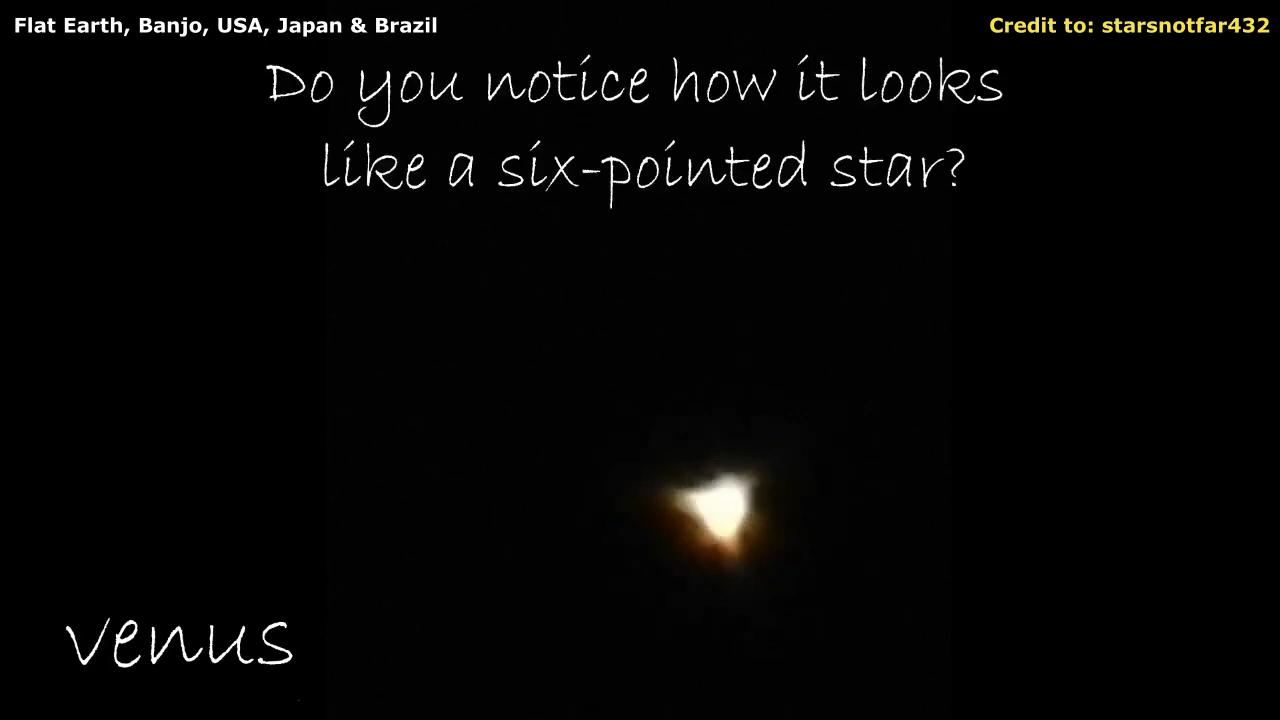 Flat Earth, Banjo, USA, Japan & Brazil
Credit to: starsnotfar432
Do you notice how it looks
like a six-pointed star?
venus